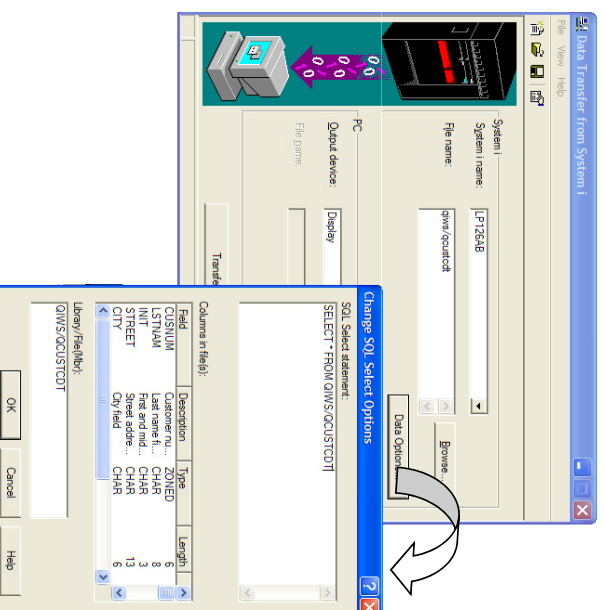 Data Transfer from System i
File View Help
System i
System i name:
LP126AB
File name:
qiws/qcustcdt
Browse...
Data Option
PC
Output device:
Display
File name:
Transfe
Change SQL Select Options
SQL Select statement:
SELECT * FROM QIWS/QCUSTCDT
Columns in file(s):
Field Description Type Length
CUSNUM Customer nu... ZONED 6
LSTNAM Last name fi... CHAR 8
INIT First and mid... CHAR 3
STREET Street addre... CHAR 13
CITY City field CHAR 6
Library/File(Mbr):
QIWS/QCUSTCDT
OK Cancel Help